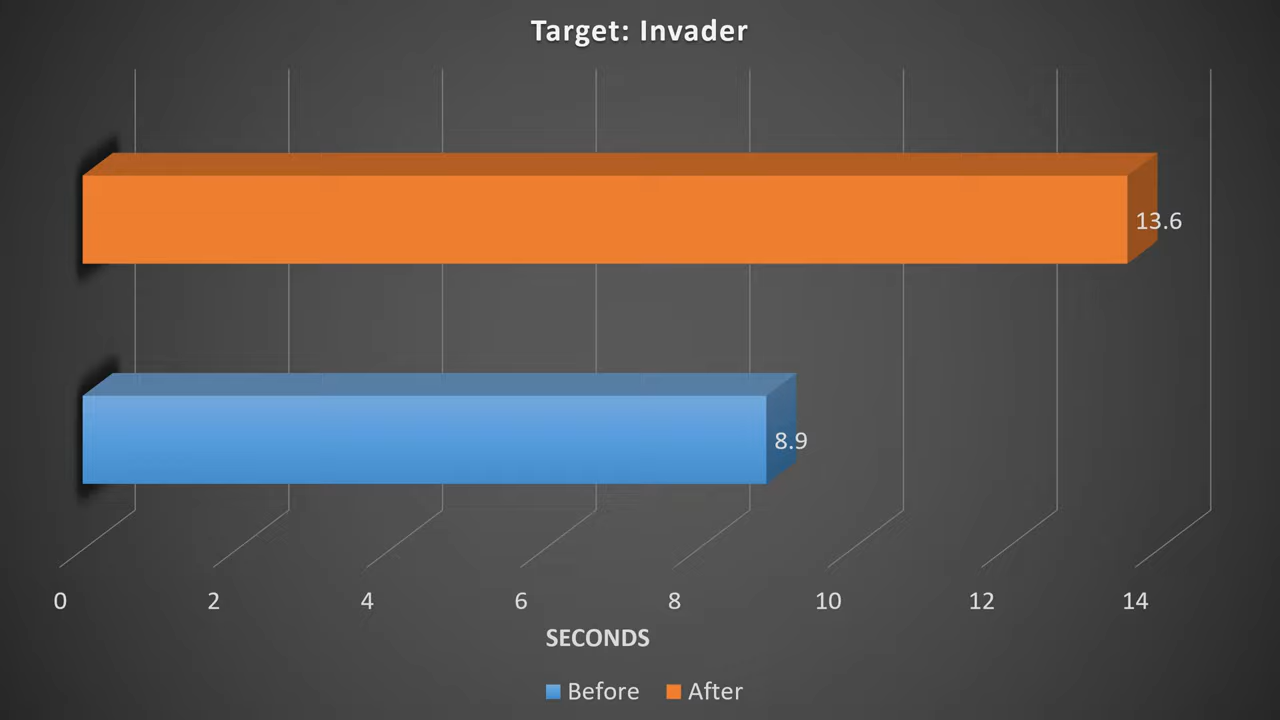 Target: Invader
13.6
8.9
0 2 4 6 8 10 12 14
SECONDS
Before After